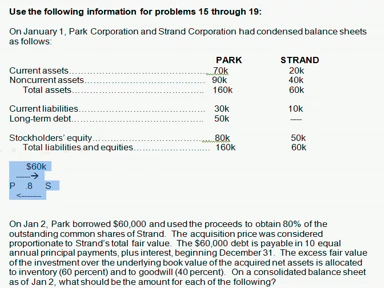 Use the following information for problems 15 through 19:
On January 1, Park Corporation and Strand Corporation had condensed balance sheets
as follows:
PARK STRAND
Current assets…………………………………… 70k 20k
Noncurrent assets……………………………… 90k 40k
Total assets………………………………… 160k 60k
Current liabilities………………………………… 30k 10k
Long-term debt…………………………………… 50k ----
Stockholders' equity……………………………… 80k 50k
Total liabilities and equities………………… 160k 60k
$60k
------→
P .8 S
<--------
On Jan 2, Park borrowed $60,000 and used the proceeds to obtain 80% of the
outstanding common shares of Strand. The acquisition price was considered
proportionate to Strand's total fair value. The $60,000 debt is payable in 10 equal
annual principal payments, plus interest, beginning December 31. The excess fair value
of the investment over the underlying book value of the acquired net assets is allocated
to inventory (60 percent) and to goodwill (40 percent). On a consolidated balance sheet
as of Jan 2, what should be the amount for each of the following?